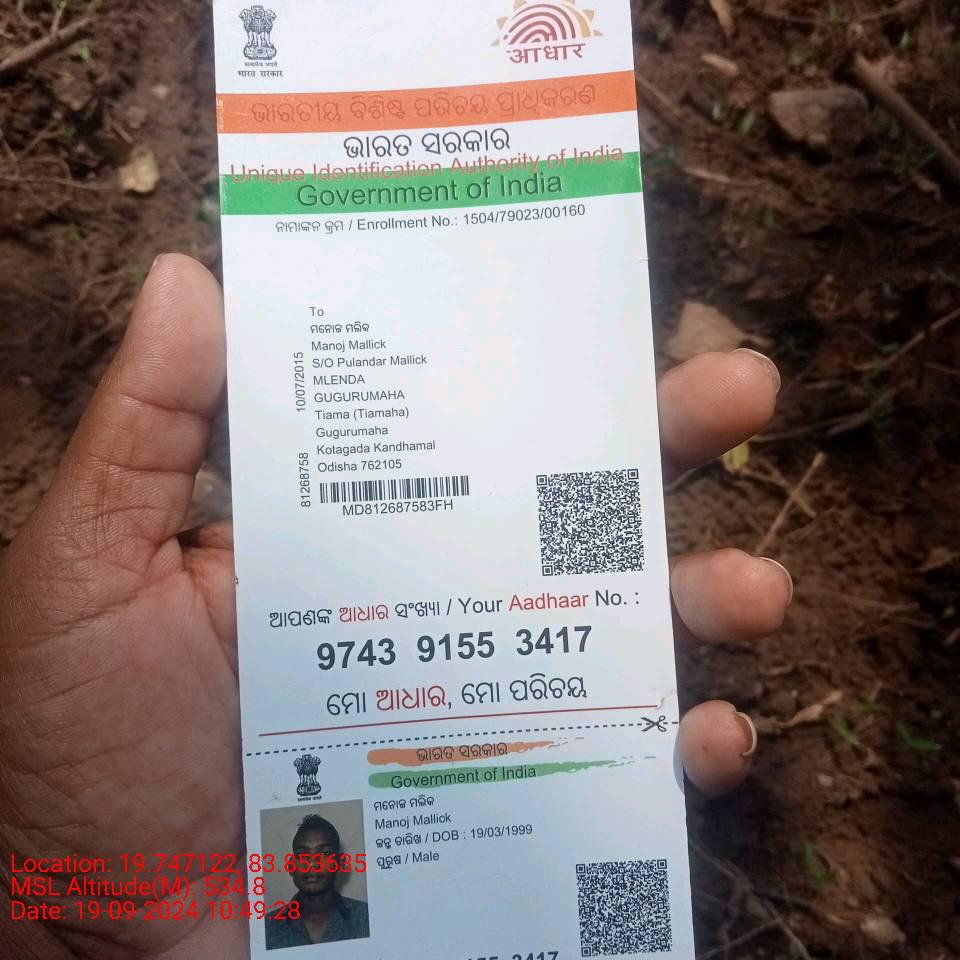 सत्यमेव जयते
भारत सरकार
आधार
ଭାରତୀୟ ବିଶିଷ୍ଟ ପରିଚୟ ପ୍ରାଧିକରଣ
ଭାରତ ସରକାର
Unique Identification Authority of India
Government of India
ନାମାଙ୍କନ କ୍ରମ / Enrollment No.: 1504/79023/00160
To
ମନୋଜ ମଲିକ
Manoj Mallick
S/O Pulandar Mallick
MLENDA
GUGURUMAHA
Tiama (Tiamaha)
Gugurumaha
Kotagada Kandhamal
Odisha 762105
10/07/2015
81268758
MD812687583FH
ଆପଣଙ୍କ ଆଧାର ସଂଖ୍ୟା / Your Aadhaar No. :
9743 9155 3417
ମୋ ଆଧାର, ମୋ ପରିଚୟ
ଭାରତ ସରକାର
Government of India
ମନୋଜ ମଲିକ
Manoj Mallick
ଜନ୍ମ ତାରିଖ / DOB : 19/03/1999
ପୁରୁଷ / Male
Location: 19.747122, 83.853635
MSL Altitude(M): 534.8
Date: 19-09-2024 10:49:28